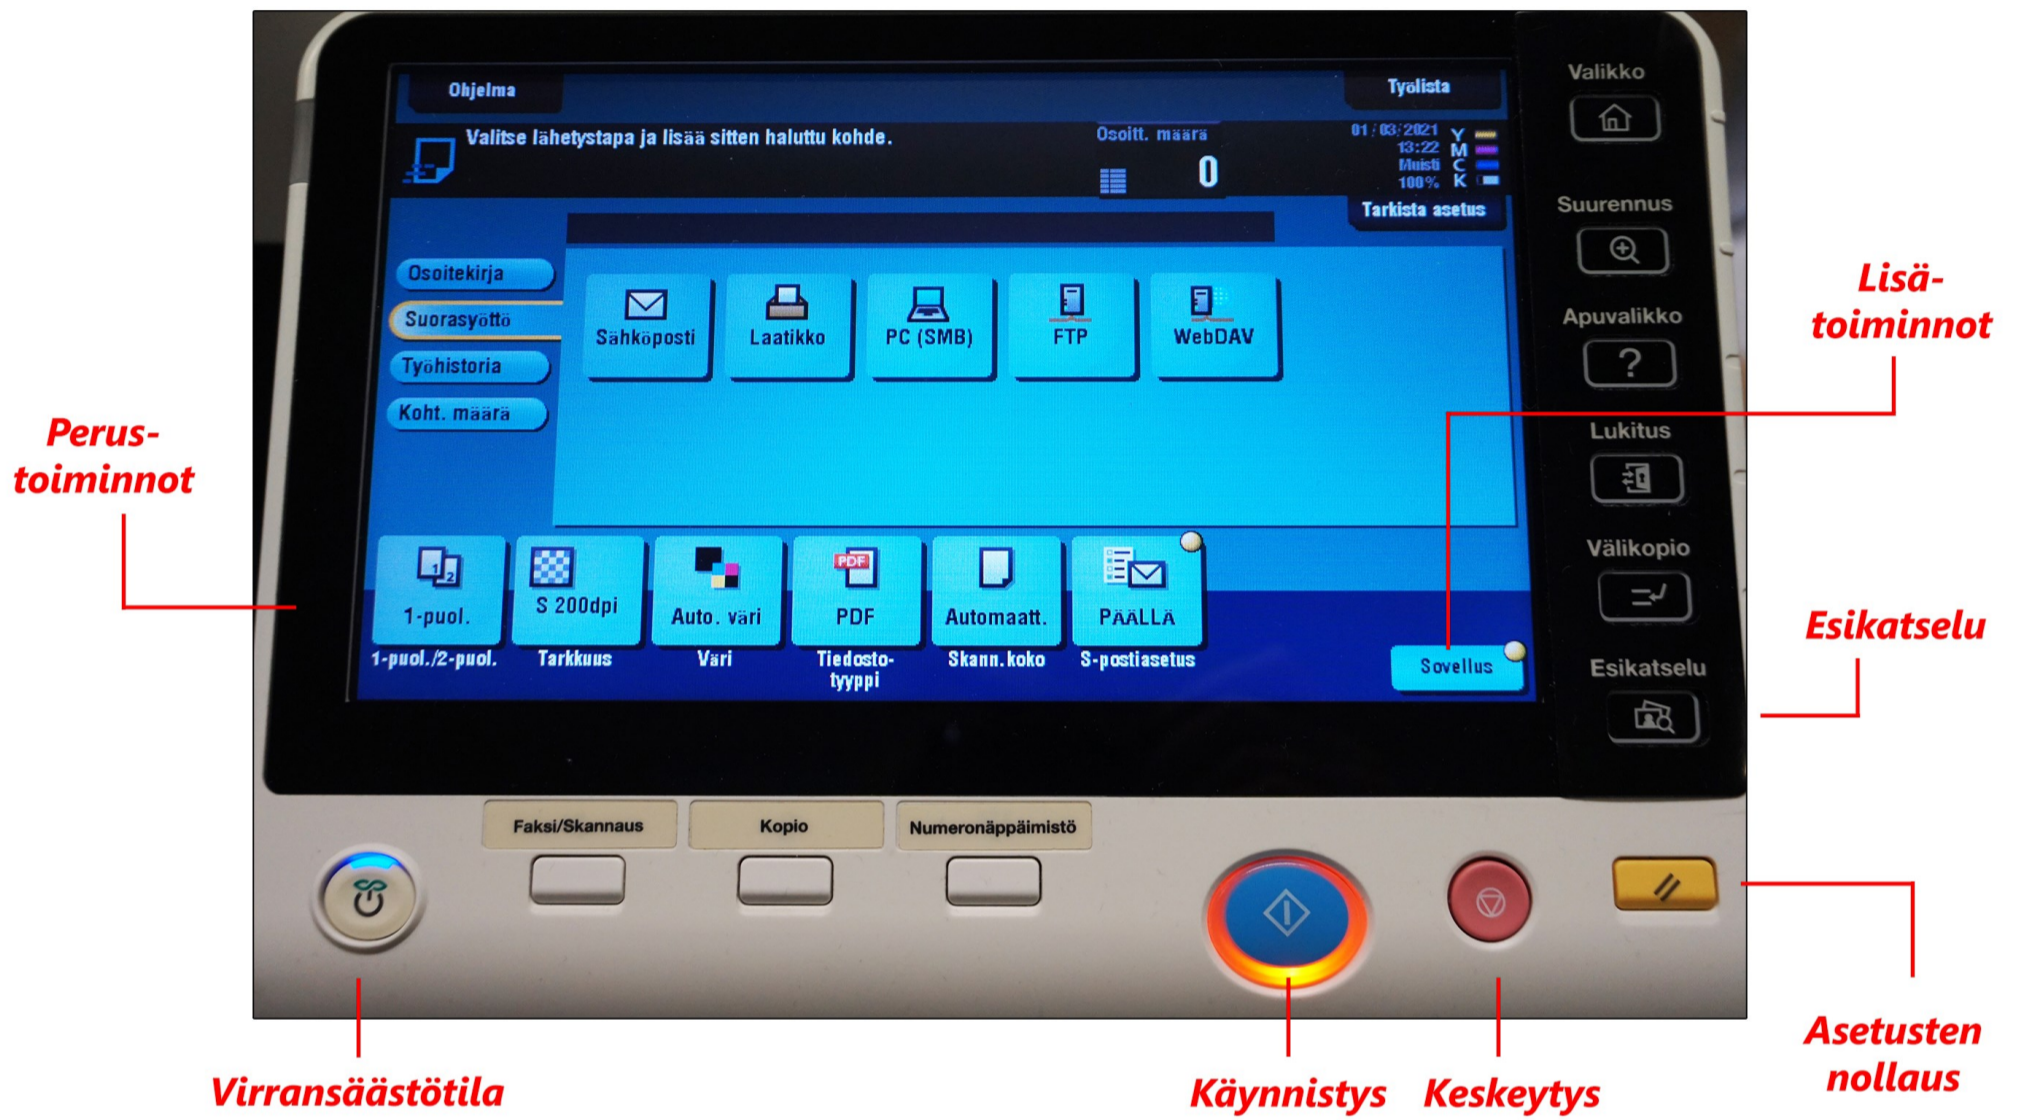 Ohjelma
Työlista
Valitse lähetystapa ja lisää sitten haluttu kohde.
Osoitt. määrä
0
01/03/2021
13:22
Muisti
100%
Y
M
C
K
Tarkista asetus
Osoitekirja
Suorasyöttö
Työhistoria
Koht. määrä
Sähköposti
Laatikko
PC (SMB)
FTP
WebDAV
1 2
1-puol.
S 200dpi
Auto. väri
PDF
PDF
Automaatt.
PÄÄLLÄ
1-puol./2-puol.
Tarkkuus
Väri
Tiedosto-
tyyppi
Skann.koko
S-postiasetus
Sovellus
Valikko
Suurennus
Apuvalikko
?
Lukitus
Välikopio
Esikatselu
Faksi/Skannaus
Kopio
Numeronäppäimistö
Perus-
toiminnot
Lisä-
toiminnot
Esikatselu
Virransäästötila
Käynnistys
Keskeytys
Asetusten
nollaus